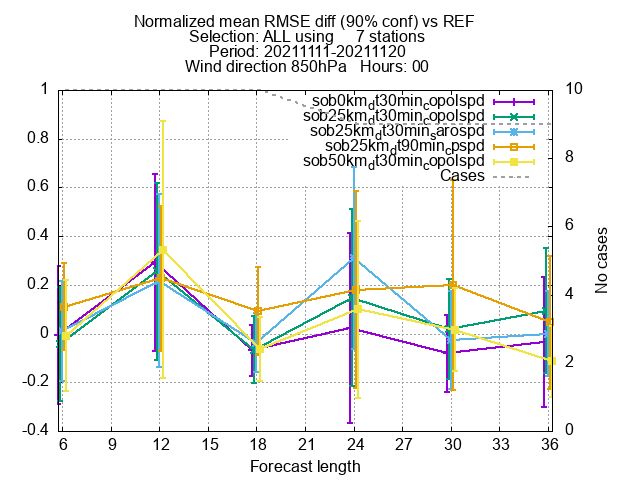 Normalized mean RMSE diff (90% conf) vs REF
Selection: ALL using 7 stations
Period: 20211111-20211120
Wind direction 850hPa Hours: 00
sob0km_dt30min_copolspd
sob25km_dt30min_copolspd
sob25km_dt30min_sarospd
sob25km_dt90min_cpspd
sob50km_dt30min_copolspd
Cases
1
0.8
0.6
0.4
0.2
0
-0.2
-0.4
10
8
6
4
2
0
No cases
6 9 12 15 18 21 24 27 30 33 36
Forecast length